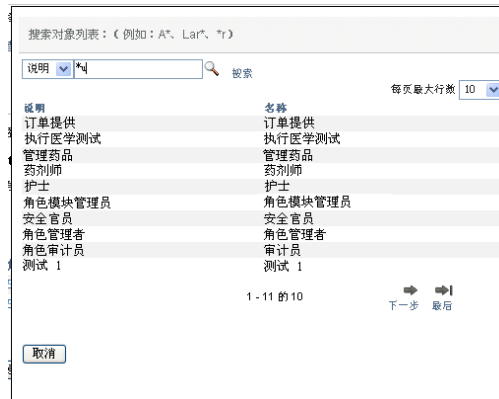 搜索对象列表：（例如：A*、Lar*、*r）
说明 *u 搜索
每页最大行数 10
说明 名称
订单提供 订单提供
执行医学测试 执行医学测试
管理药品 管理药品
药剂师 药剂师
护士 护士
角色模块管理员 角色模块管理员
安全官员 安全官员
角色管理者 角色管理者
角色审计员 审计员
测试 1 测试 1
1 - 11 的 10
下一步 最后
取消